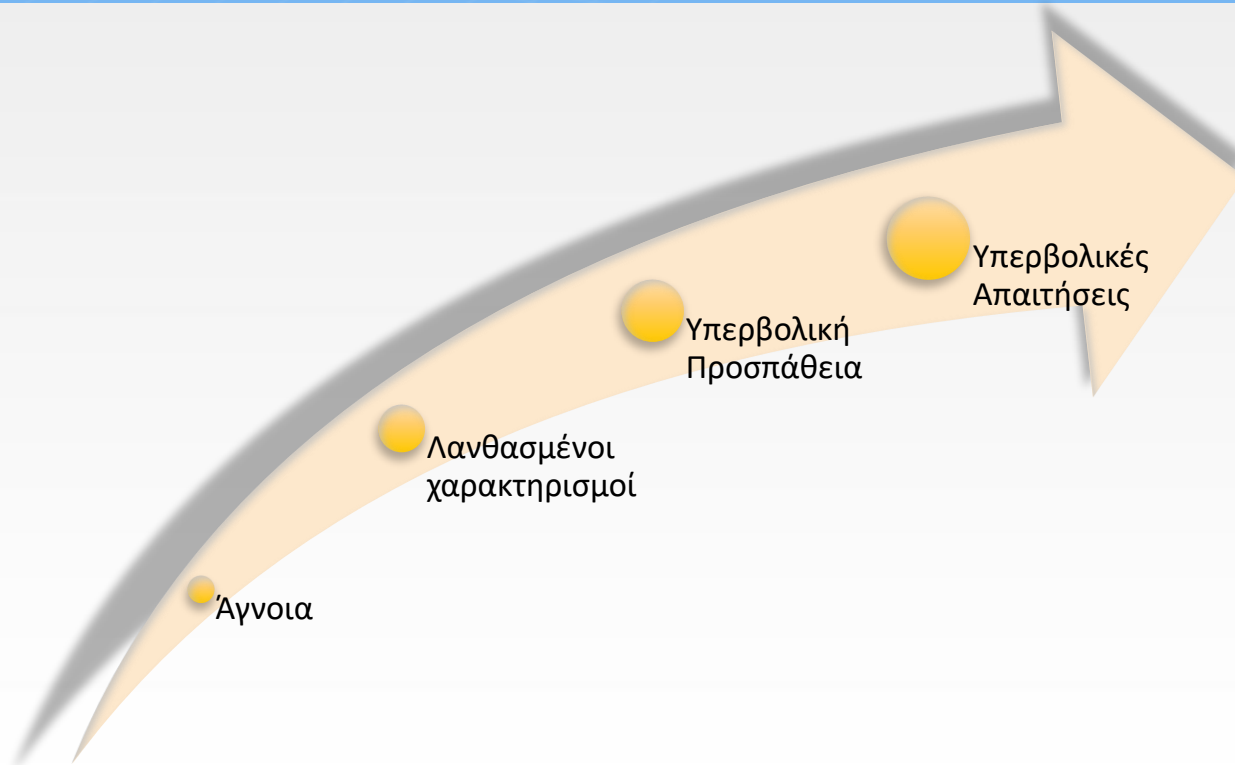 Υπερβολικές
Απαιτήσεις
Υπερβολική
Προσπάθεια
Λανθασμένοι
χαρακτηρισμοί
Άγνοια